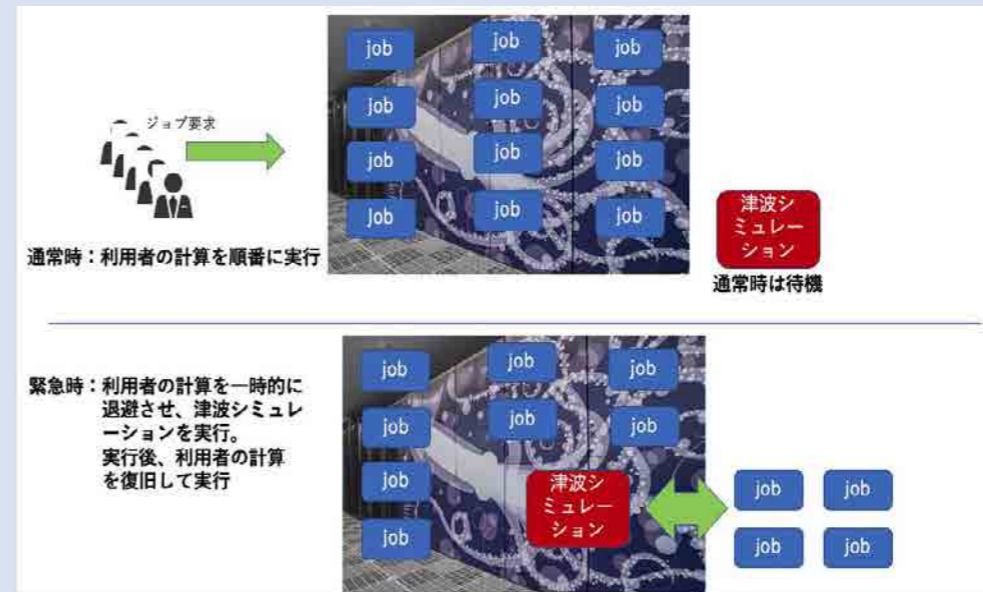 job
job
job
job
job
job
job
job
job
job
job
job
ジョブ要求
通常時：利用者の計算を順番に実行
津波シ
ミュレー
ション
通常時は待機
緊急時：利用者の計算を一時的に
退避させ、津波シミュレ
ーションを実行。
実行後、利用者の計算
を復旧して実行
job
job
job
job
job
job
job
job
津波シ
ミュレー
ション
job
job
job
job